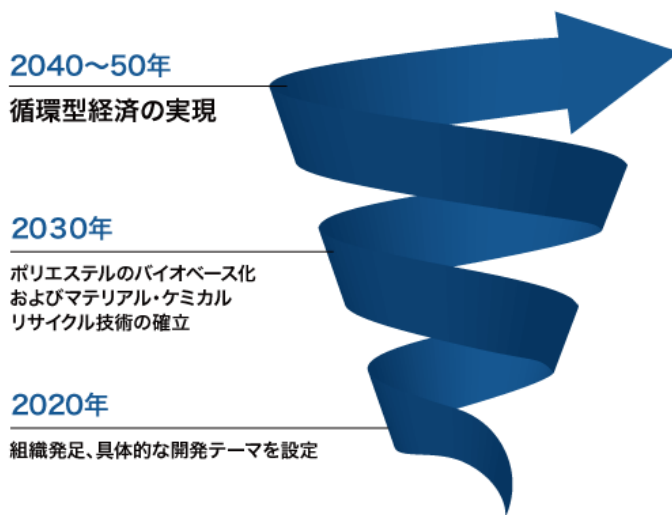 2040～50年
循環型経済の実現
2030年
ポリエステルのバイオベース化
およびマテリアル・ケミカル
リサイクル技術の確立
2020年
組織発足、具体的な開発テーマを設定